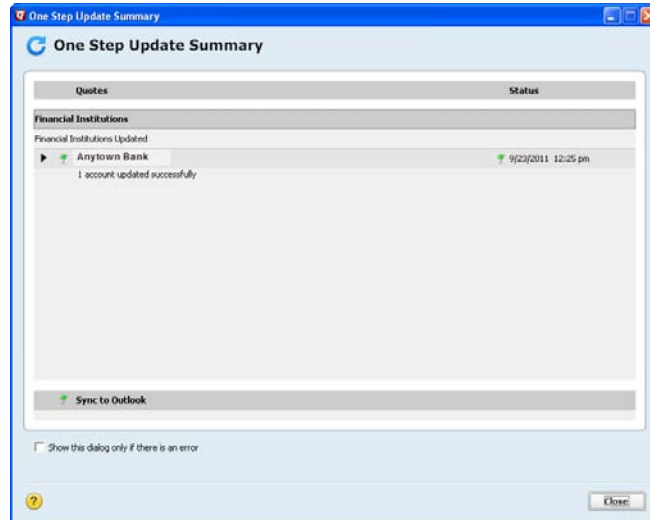 One Step Update Summary
One Step Update Summary
Quotes Status
Financial Institutions
Financial Institutions Updated
Anytown Bank 9/23/2011 12:25 pm
1 account updated successfully
Sync to Outlook
Show this dialog only if there is an error
? Close